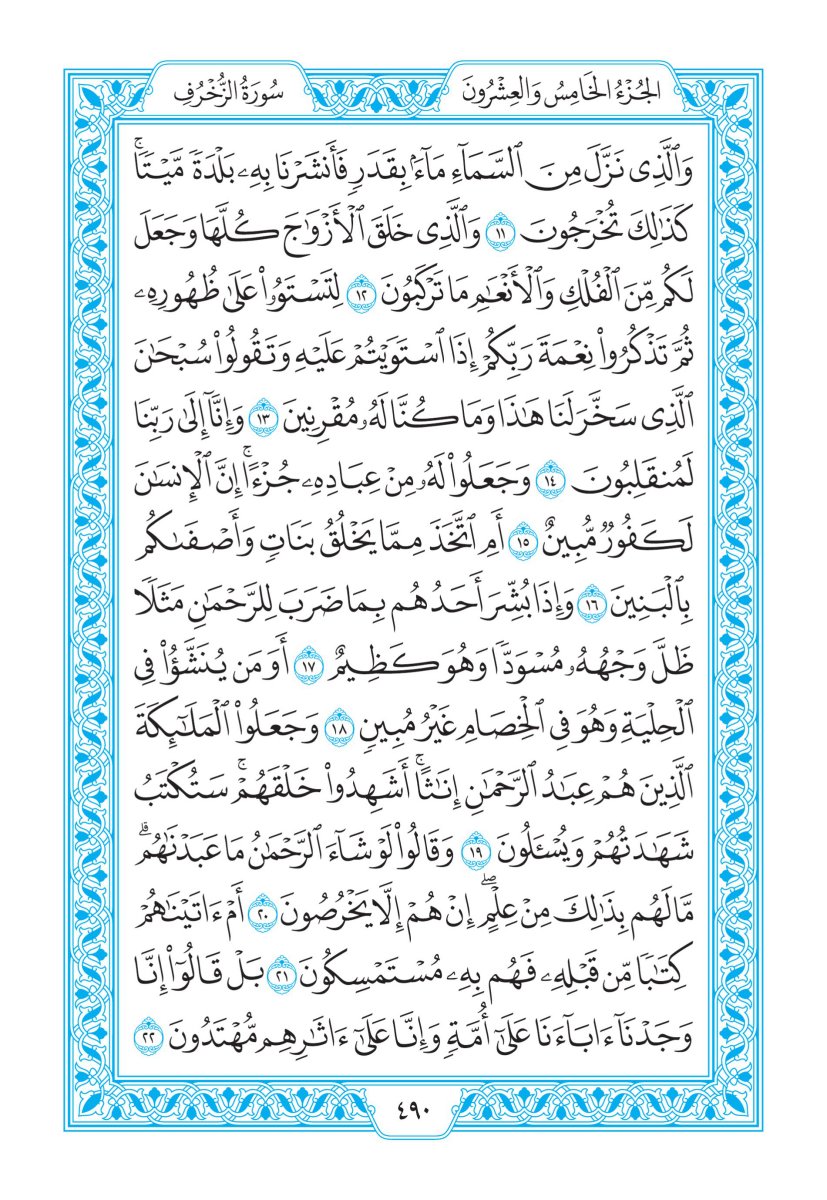 الجُزْءُ الخَامِسُ وَالعِشْرُونَ
سُورَةُ الزُّخْرُفِ
وَٱلَّذِى نَزَّلَ مِنَ ٱلسَّمَآءِ مَآءَۢ بِقَدَرٖ فَأَنشَرْنَا بِهِۦ بَلْدَةٗ مَّيْتٗاۚ
كَذَٰلِكَ تُخْرَجُونَ ١١ وَٱلَّذِى خَلَقَ ٱلْأَزْوَٰجَ كُلَّهَا وَجَعَلَ
لَكُم مِّنَ ٱلْفُلْكِ وَٱلْأَنْعَٰمِ مَا تَرْكَبُونَ ١٢ لِتَسْتَوُۥا۟ عَلَىٰ ظُهُورِهِۦ
ثُمَّ تَذْكُرُوا۟ نِعْمَةَ رَبِّكُمْ إِذَا ٱسْتَوَيْتُمْ عَلَيْهِ وَتَقُولُوا۟ سُبْحَٰنَ
ٱلَّذِى سَخَّرَ لَنَا هَٰذَا وَمَا كُنَّا لَهُۥ مُقْرِنِينَ ١٣ وَإِنَّآ إِلَىٰ رَبِّنَا
لَمُنقَلِبُونَ ١٤ وَجَعَلُوا۟ لَهُۥ مِنْ عِبَادِهِۦ جُزْءًاۚ إِنَّ ٱلْإِنسَٰنَ
لَكَفُورٞ مُّبِينٌ ١٥ أَمِ ٱتَّخَذَ مِمَّا يَخْلُقُ بَنَاتٖ وَأَصْفَىٰكُم
بِٱلْبَنِينَ ١٦ وَإِذَا بُشِّرَ أَحَدُهُم بِمَا ضَرَبَ لِلرَّحْمَٰنِ مَثَلٗا
ظَلَّ وَجْهُهُۥ مُسْوَدّٗا وَهُوَ كَظِيمٌ ١٧ أَوَمَن يُنَشَّؤُا۟ فِى
ٱلْحِلْيَةِ وَهُوَ فِى ٱلْخِصَامِ غَيْرُ مُبِينٖ ١٨ وَجَعَلُوا۟ ٱلْمَلَٰٓئِكَةَ
ٱلَّذِينَ هُمْ عِبَٰدُ ٱلرَّحْمَٰنِ إِنَٰثًاۚ أَشَهِدُوا۟ خَلْقَهُمْۚ سَتُكْتَبُ
شَهَٰدَتُهُمْ وَيُسْـَٔلُونَ ١٩ وَقَالُوا۟ لَوْ شَآءَ ٱلرَّحْمَٰنُ مَا عَبَدْنَٰهُمۗ
مَّا لَهُم بِذَٰلِكَ مِنْ عِلْمٍۖ إِنْ هُمْ إِلَّا يَخْرُصُونَ ٢٠ أَمْ ءَاتَيْنَٰهُمْ
كِتَٰبٗا مِّن قَبْلِهِۦ فَهُم بِهِۦ مُسْتَمْسِكُونَ ٢١ بَلْ قَالُوٓا۟ إِنَّا
وَجَدْنَآ ءَابَآءَنَا عَلَىٰٓ أُمَّةٖ وَإِنَّا عَلَىٰٓ ءَاثَٰرِهِم مُّهْتَدُونَ ٢٢
٤٩٠